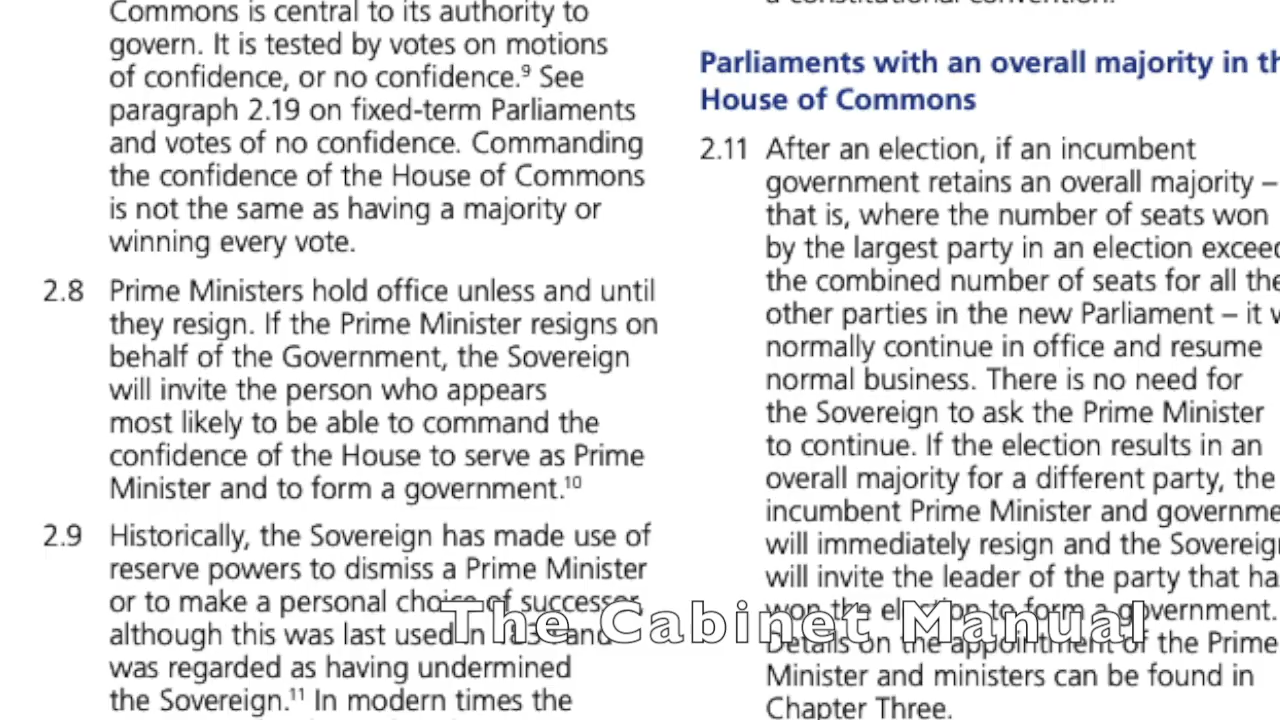 Commons is central to its authority to
govern. It is tested by votes on motions
of confidence, or no confidence.⁹ See
paragraph 2.19 on fixed-term Parliaments
and votes of no confidence. Commanding
the confidence of the House of Commons
is not the same as having a majority or
winning every vote.
2.8 Prime Ministers hold office unless and until
they resign. If the Prime Minister resigns on
behalf of the Government, the Sovereign
will invite the person who appears
most likely to be able to command the
confidence of the House to serve as Prime
Minister and to form a government.¹⁰
2.9 Historically, the Sovereign has made use of
reserve powers to dismiss a Prime Minister
or to make a personal choice of successor,
although this was last used in and
was regarded as having undermined
the Sovereign.¹¹ In modern times the
a constitutional convention.
Parliaments with an overall majority in th
House of Commons
2.11 After an election, if an incumbent
government retains an overall majority –
that is, where the number of seats won
by the largest party in an election exceed
the combined number of seats for all the
other parties in the new Parliament – it w
normally continue in office and resume
normal business. There is no need for
the Sovereign to ask the Prime Minister
to continue. If the election results in an
overall majority for a different party, the
incumbent Prime Minister and governme
will immediately resign and the Sovereign
will invite the leader of the party that ha
won the election to form a government.
Details on the appointment of the Prime
Minister and ministers can be found in
Chapter Three.
The Cabinet Manual